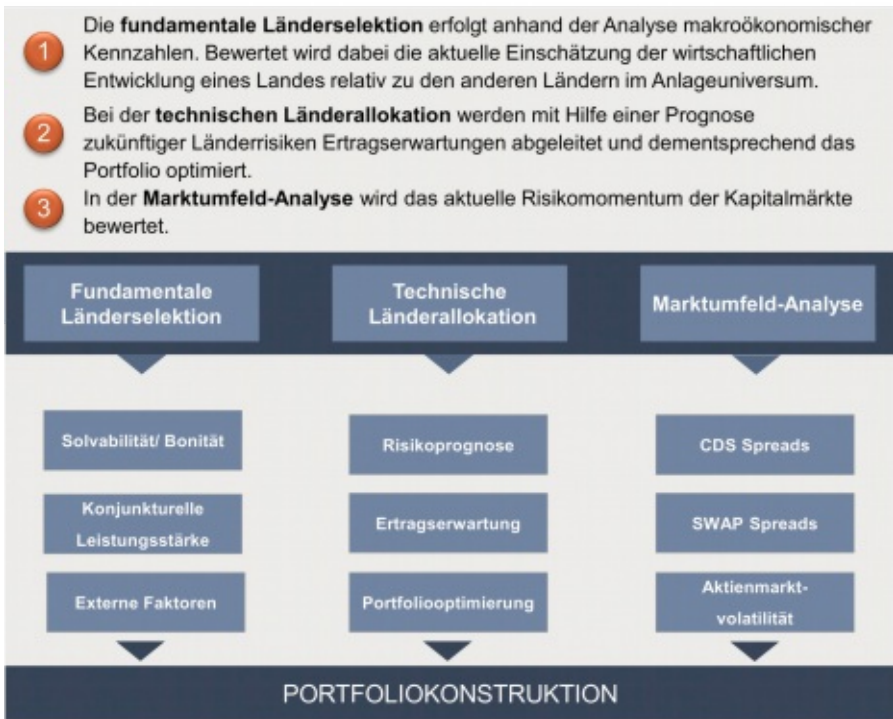 1
Die fundamentale Länderselektion erfolgt anhand der Analyse makroökonomischer
Kennzahlen. Bewertet wird dabei die aktuelle Einschätzung der wirtschaftlichen
Entwicklung eines Landes relativ zu den anderen Ländern im Anlageuniversum.
2
Bei der technischen Länderallokation werden mit Hilfe einer Prognose
zukünftiger Länderrisiken Ertragserwartungen abgeleitet und dementsprechend das
Portfolio optimiert.
3
In der Marktumfeld-Analyse wird das aktuelle Risikomomentum der Kapitalmärkte
bewertet.
Fundamentale
Länderselektion
Technische
Länderallokation
Marktumfeld-Analyse
Solvabilität/ Bonität
Konjunkturelle
Leistungsstärke
Externe Faktoren
Risikoprognose
Ertragserwartung
Portfoliooptimierung
CDS Spreads
SWAP Spreads
Aktienmarkt-
volatilität
PORTFOLIOKONSTRUKTION